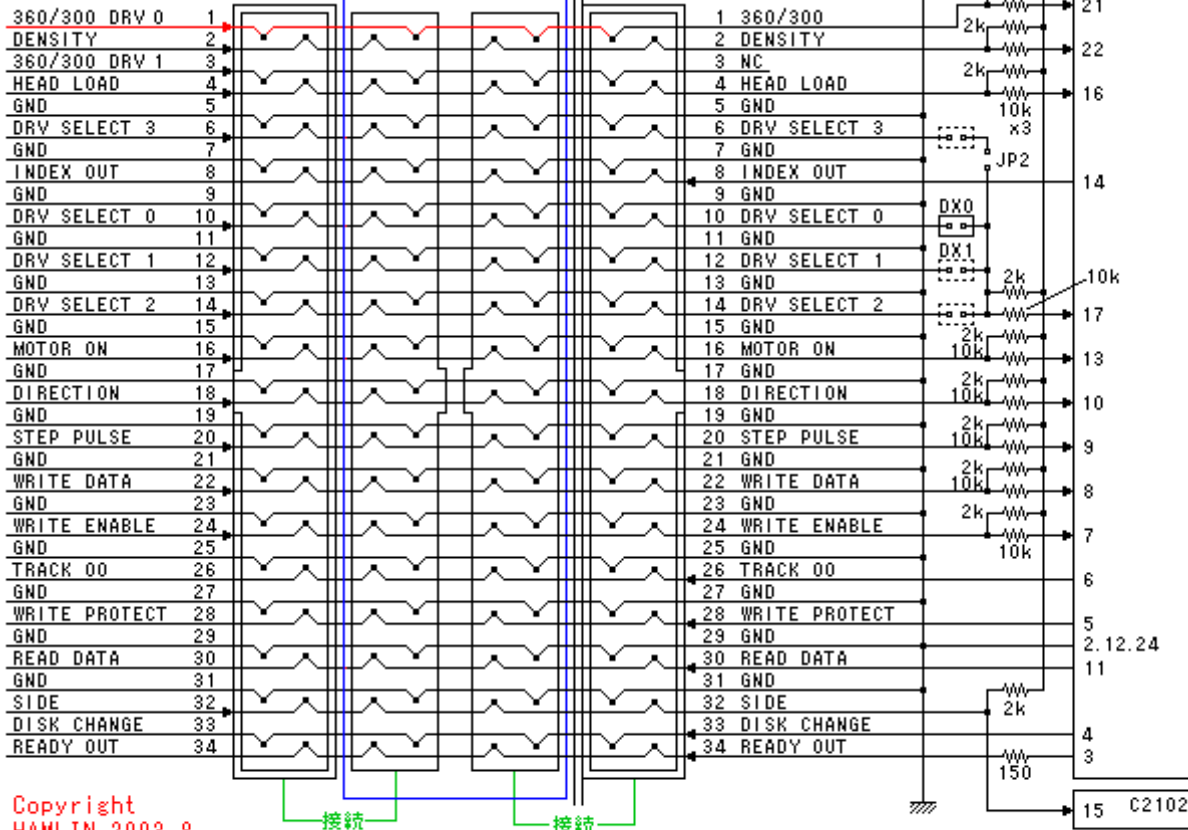 360/300 DRV 0 1
DENSITY 2
360/300 DRV 1 3
HEAD LOAD 4
GND 5
DRV SELECT 3 6
GND 7
INDEX OUT 8
GND 9
DRV SELECT 0 10
GND 11
DRV SELECT 1 12
GND 13
DRV SELECT 2 14
GND 15
MOTOR ON 16
GND 17
DIRECTION 18
GND 19
STEP PULSE 20
GND 21
WRITE DATA 22
GND 23
WRITE ENABLE 24
GND 25
TRACK 00 26
GND 27
WRITE PROTECT 28
GND 29
READ DATA 30
GND 31
SIDE 32
DISK CHANGE 33
READY OUT 34
1 360/300
2 DENSITY
3 NC
4 HEAD LOAD
5 GND
6 DRV SELECT 3
7 GND
8 INDEX OUT
9 GND
10 DRV SELECT 0
11 GND
12 DRV SELECT 1
13 GND
14 DRV SELECT 2
15 GND
16 MOTOR ON
17 GND
18 DIRECTION
19 GND
20 STEP PULSE
21 GND
22 WRITE DATA
23 GND
24 WRITE ENABLE
25 GND
26 TRACK 00
27 GND
28 WRITE PROTECT
29 GND
30 READ DATA
31 GND
32 SIDE
33 DISK CHANGE
34 READY OUT
21
2k
22
2k
16
10k
x3
JP2
14
DX0
DX1
2k
10k
17
2k
10k
13
2k
10k
10
2k
10k
9
2k
10k
8
2k
7
10k
6
5
2.12.24
11
2k
4
3
150
15 C2102
接続
接続
Copyright
HAMLIN 2003.9